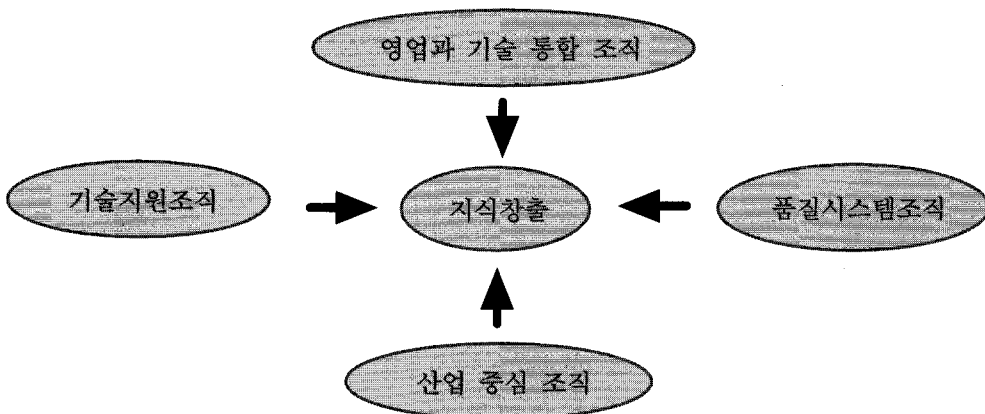 영업과 기술 통합 조직
기술지원조직
지식창출
품질시스템조직
산업 중심 조직